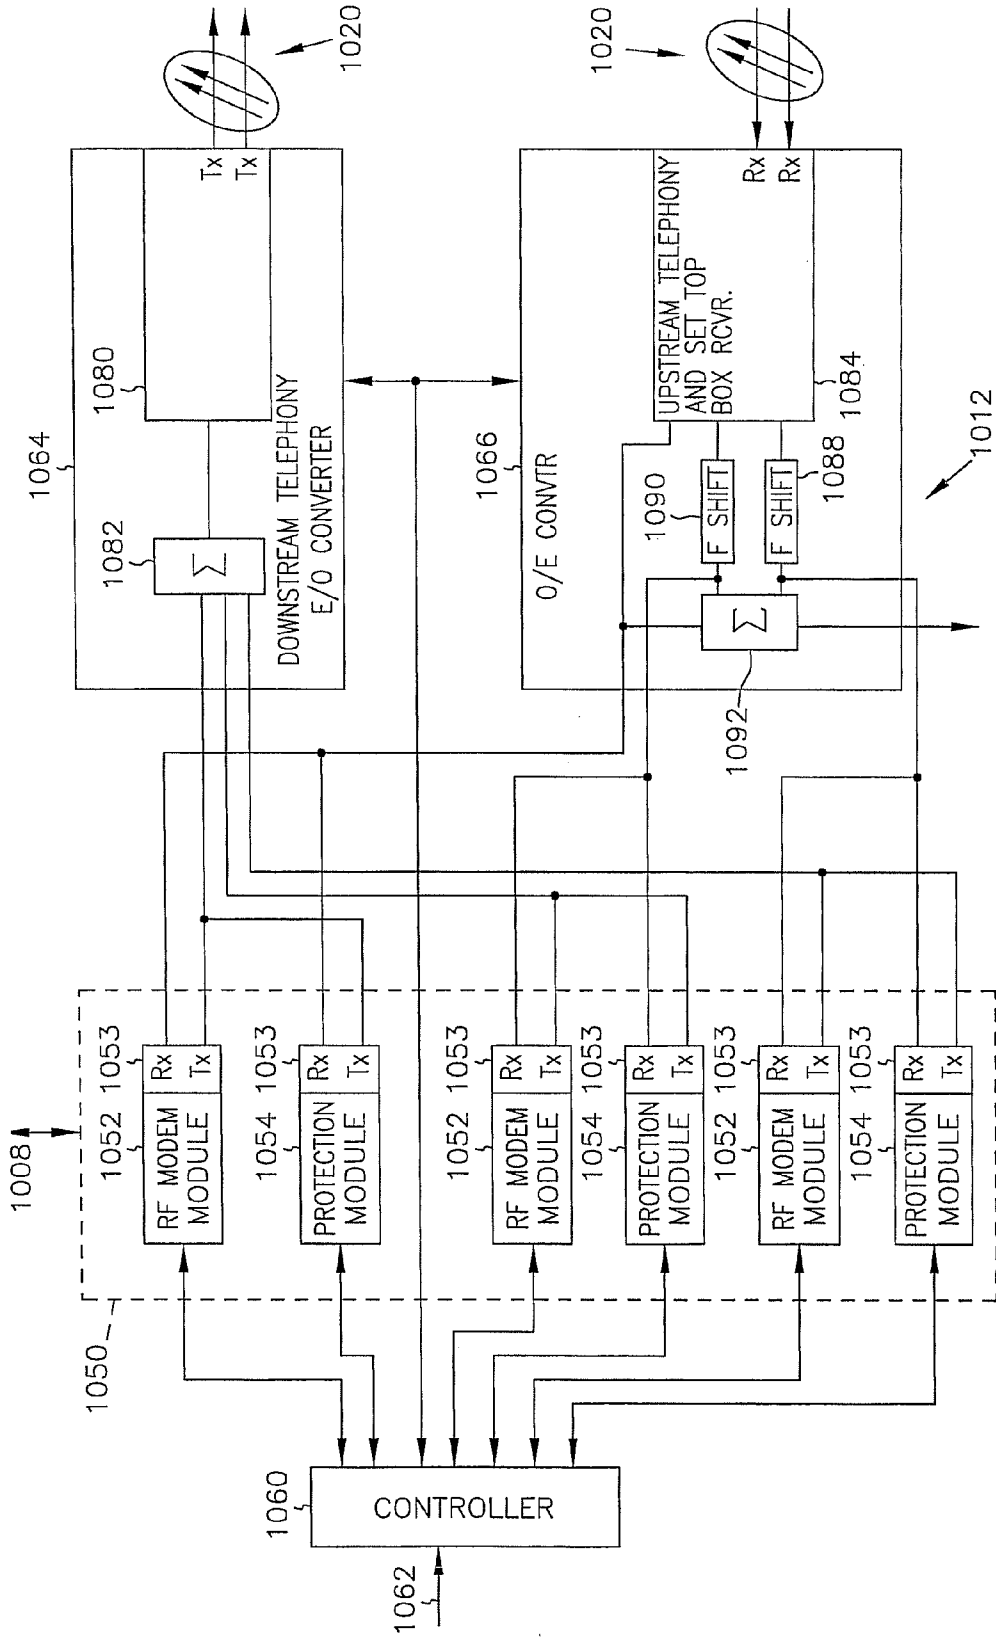 1020
1020
Tx
Tx
1080
1064
1082
Σ
DOWNSTREAM TELEPHONY
E/O CONVERTER
UPSTREAM TELEPHONY
AND SET TOP
BOX RCVR.
Rx
Rx
1084
1066
O/E CONVTR
1090
F SHIFT
F SHIFT
1088
Σ
1092
1012
1008
1050
1052
1053
RF MODEM
MODULE
Rx
Tx
1054
1053
PROTECTION
MODULE
Rx
Tx
1052
1053
RF MODEM
MODULE
Rx
Tx
1054
1053
PROTECTION
MODULE
Rx
Tx
1052
1053
RF MODEM
MODULE
Rx
Tx
1054
1053
PROTECTION
MODULE
Rx
Tx
1060
CONTROLLER
1062